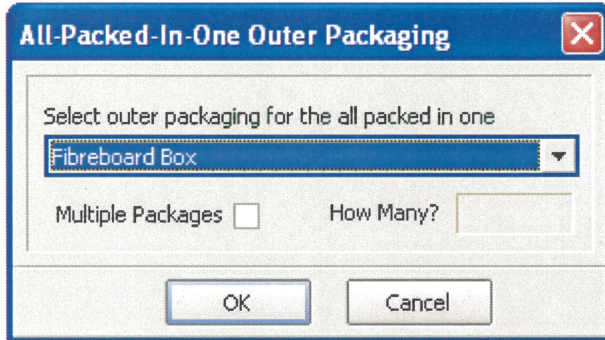 All-Packed-In-One Outer Packaging
Select outer packaging for the all packed in one
Fibreboard Box
Multiple Packages How Many?
OK Cancel